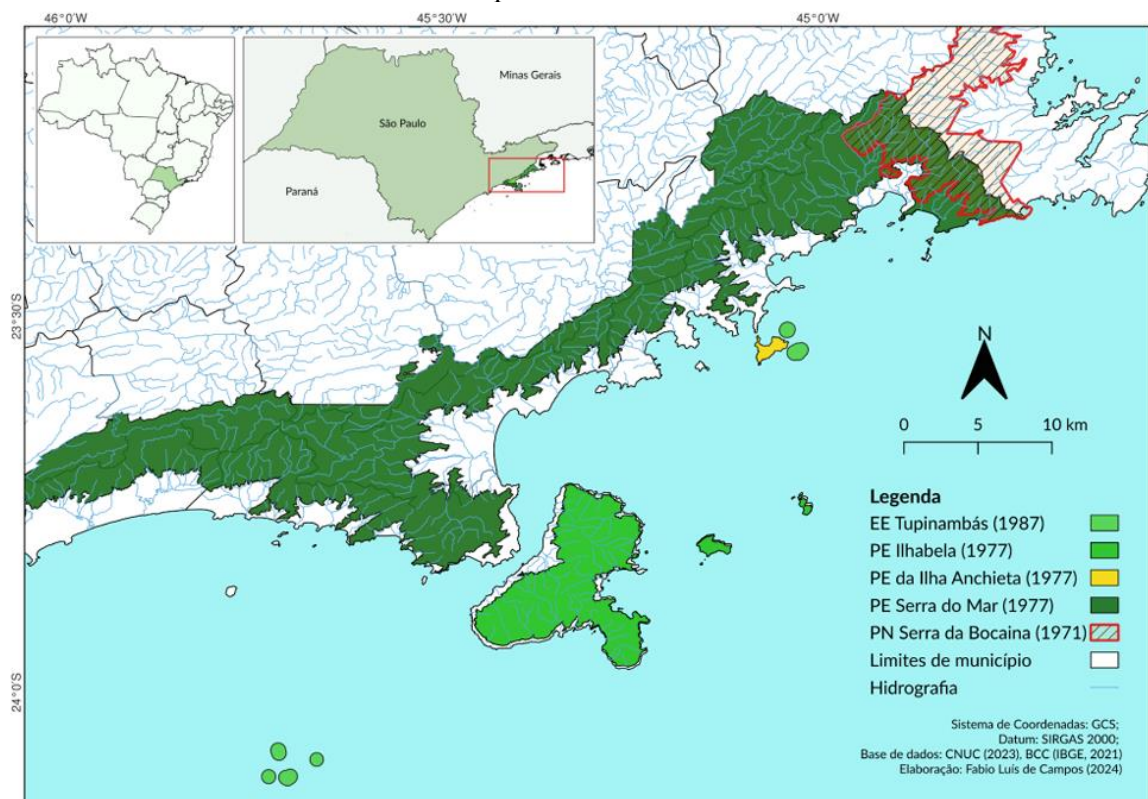 46°0'W
45°30'W
45°0'W
Minas Gerais
São Paulo
Paraná
23°30'S
N
0 5 10 km
Legenda
EE Tupinambás (1987)
PE Ilhabela (1977)
PE da Ilha Anchieta (1977)
PE Serra do Mar (1977)
PN Serra da Bocaina (1971)
Limites de município
Hidrografia
24°0'S
Sistema de Coordenadas: GCS;
Datum: SIRGAS 2000;
Base de dados: CNUC (2023), BCC (IBGE, 2021)
Elaboração: Fabio Luís de Campos (2024)